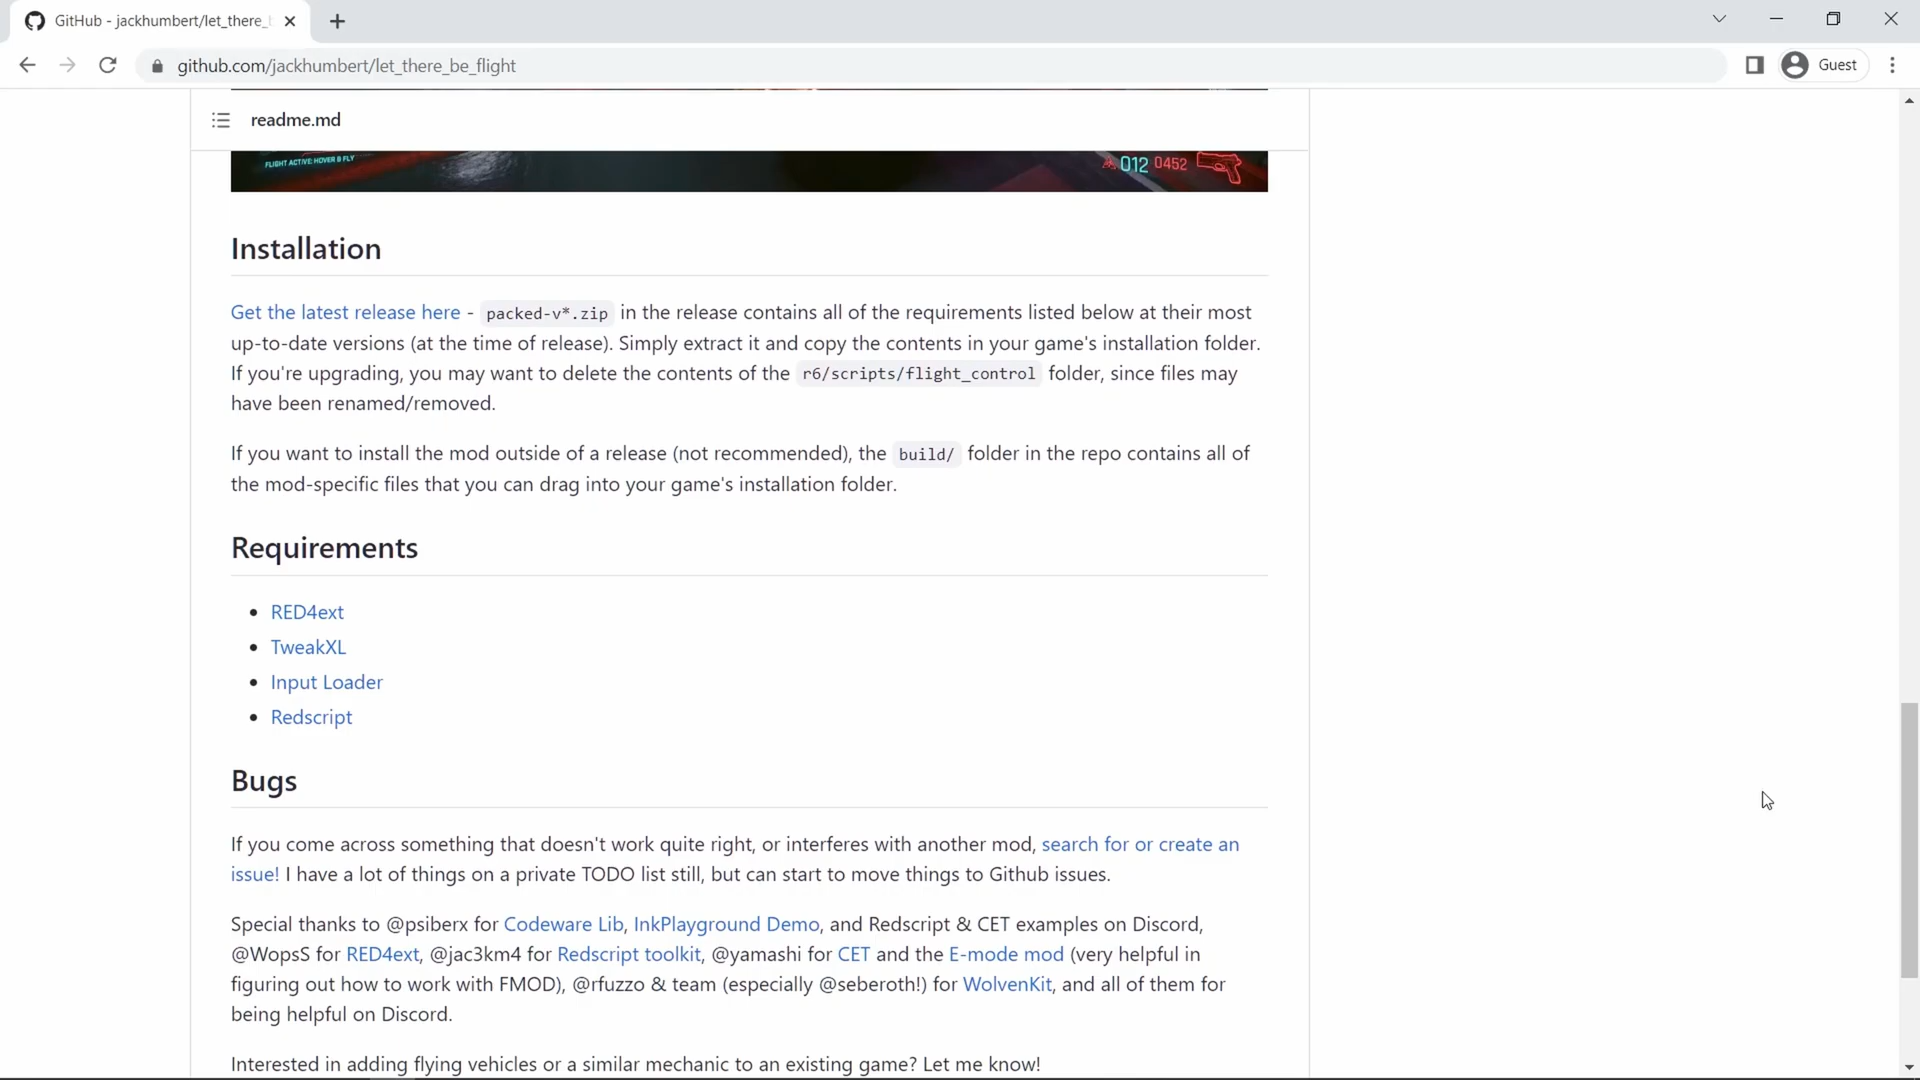 GitHub - jackhumbert/let_there_b
github.com/jackhumbert/let_there_be_flight
Guest
readme.md
FLIGHT ACTIVE: HOVER & FLY
012 0452
Installation
Get the latest release here - packed-v*.zip in the release contains all of the requirements listed below at their most
up-to-date versions (at the time of release). Simply extract it and copy the contents in your game's installation folder.
If you're upgrading, you may want to delete the contents of the r6/scripts/flight_control folder, since files may
have been renamed/removed.
If you want to install the mod outside of a release (not recommended), the build/ folder in the repo contains all of
the mod-specific files that you can drag into your game's installation folder.
Requirements
• RED4ext
• TweakXL
• Input Loader
• Redscript
Bugs
If you come across something that doesn't work quite right, or interferes with another mod, search for or create an
issue! I have a lot of things on a private TODO list still, but can start to move things to Github issues.
Special thanks to @psiberx for Codeware Lib, InkPlayground Demo, and Redscript & CET examples on Discord,
@WopsS for RED4ext, @jac3km4 for Redscript toolkit, @yamashi for CET and the E-mode mod (very helpful in
figuring out how to work with FMOD), @rfuzzo & team (especially @seberoth!) for WolvenKit, and all of them for
being helpful on Discord.
Interested in adding flying vehicles or a similar mechanic to an existing game? Let me know!